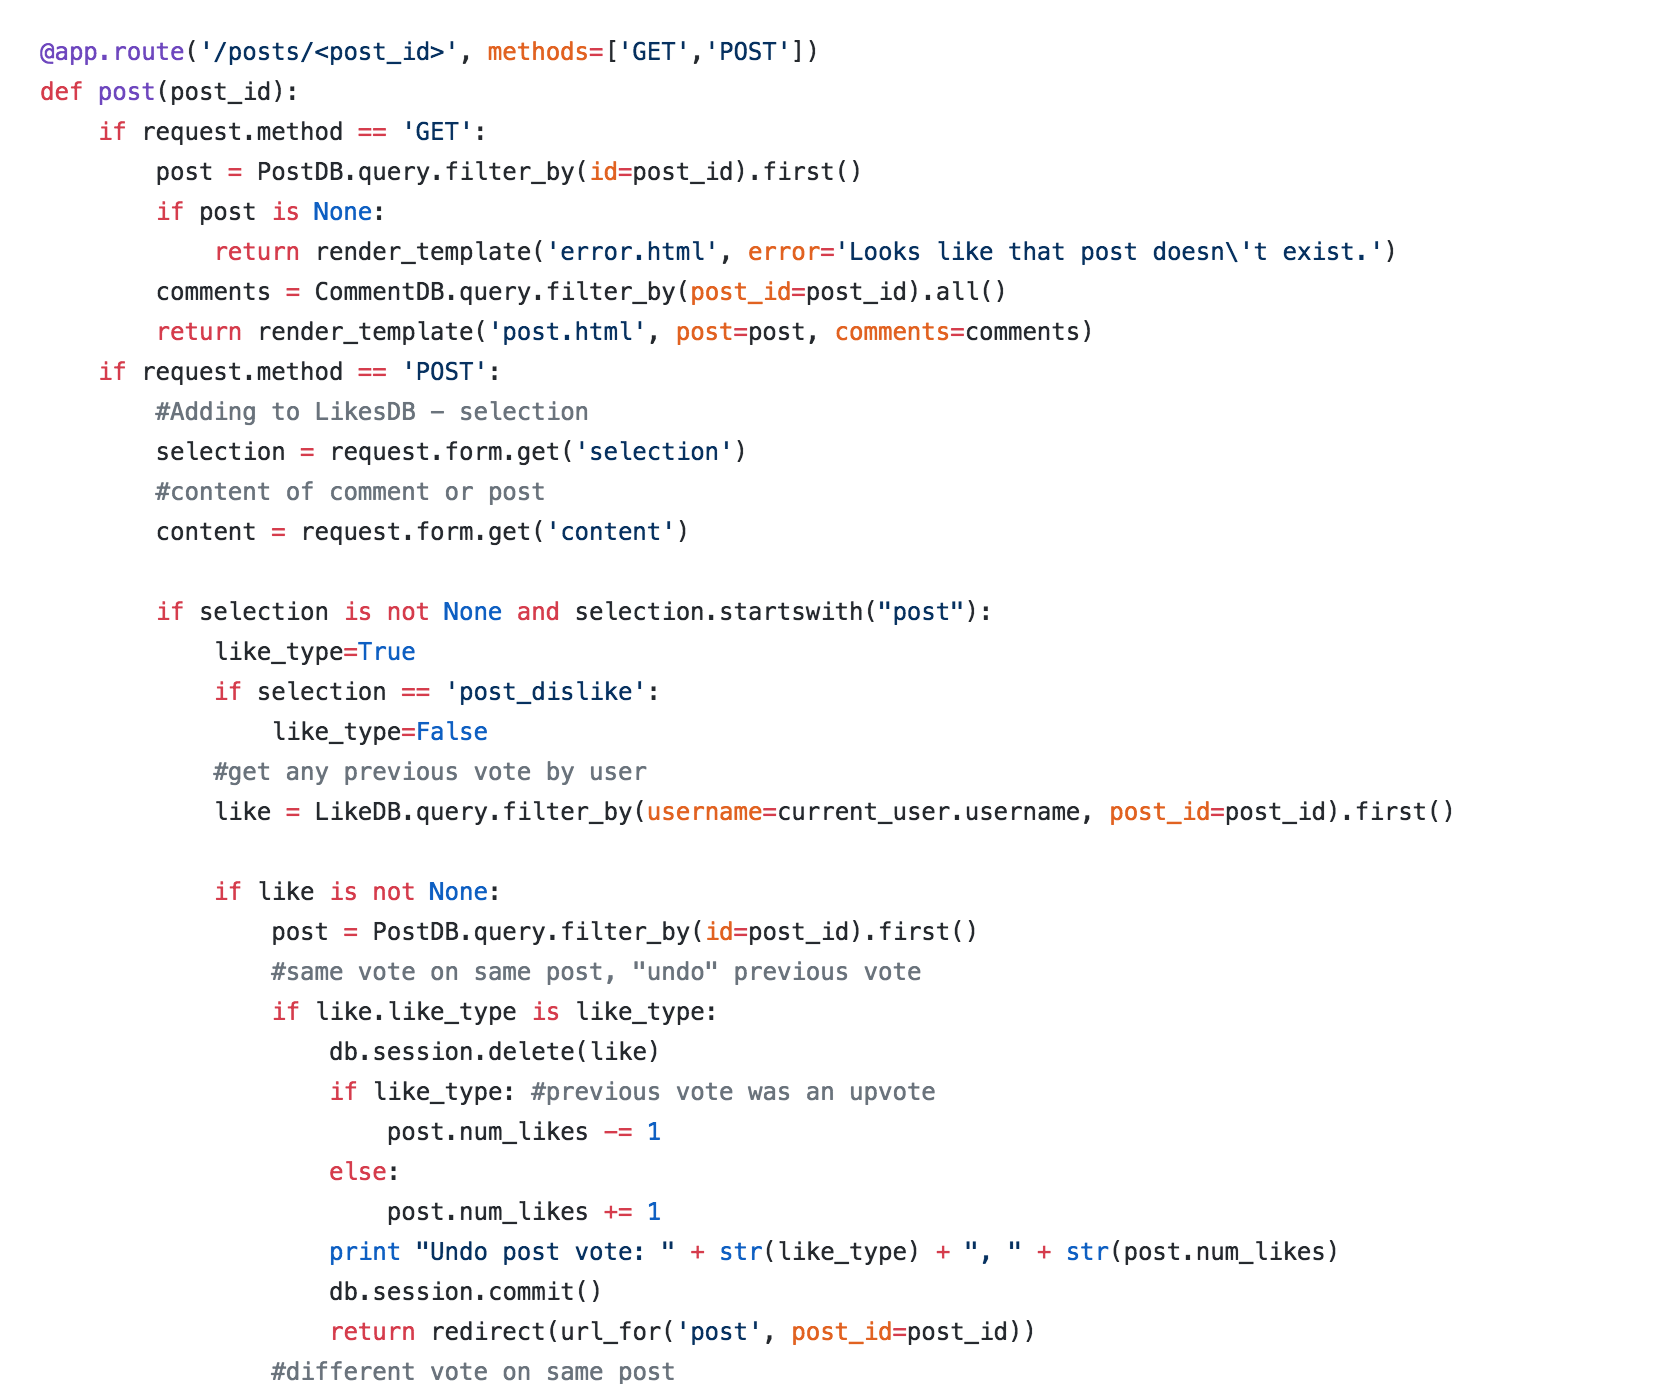 @app.route('/posts/<post_id>', methods=['GET','POST'])
def post(post_id):
    if request.method == 'GET':
        post = PostDB.query.filter_by(id=post_id).first()
        if post is None:
            return render_template('error.html', error='Looks like that post doesn\'t exist.')
        comments = CommentDB.query.filter_by(post_id=post_id).all()
        return render_template('post.html', post=post, comments=comments)
    if request.method == 'POST':
        #Adding to LikesDB - selection
        selection = request.form.get('selection')
        #content of comment or post
        content = request.form.get('content')

        if selection is not None and selection.startswith("post"):
            like_type=True
            if selection == 'post_dislike':
                like_type=False
            #get any previous vote by user
            like = LikeDB.query.filter_by(username=current_user.username, post_id=post_id).first()

            if like is not None:
                post = PostDB.query.filter_by(id=post_id).first()
                #same vote on same post, "undo" previous vote
                if like.like_type is like_type:
                    db.session.delete(like)
                    if like_type: #previous vote was an upvote
                        post.num_likes -= 1
                    else:
                        post.num_likes += 1
                    print "Undo post vote: " + str(like_type) + ", " + str(post.num_likes)
                    db.session.commit()
                    return redirect(url_for('post', post_id=post_id))
                #different vote on same post